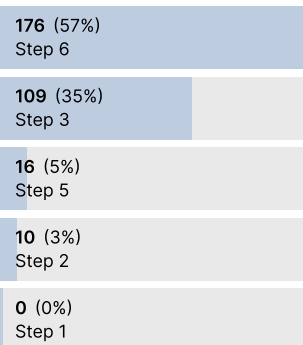 176 (57%)
Step 6
109 (35%)
Step 3
16 (5%)
Step 5
10 (3%)
Step 2
0 (0%)
Step 1